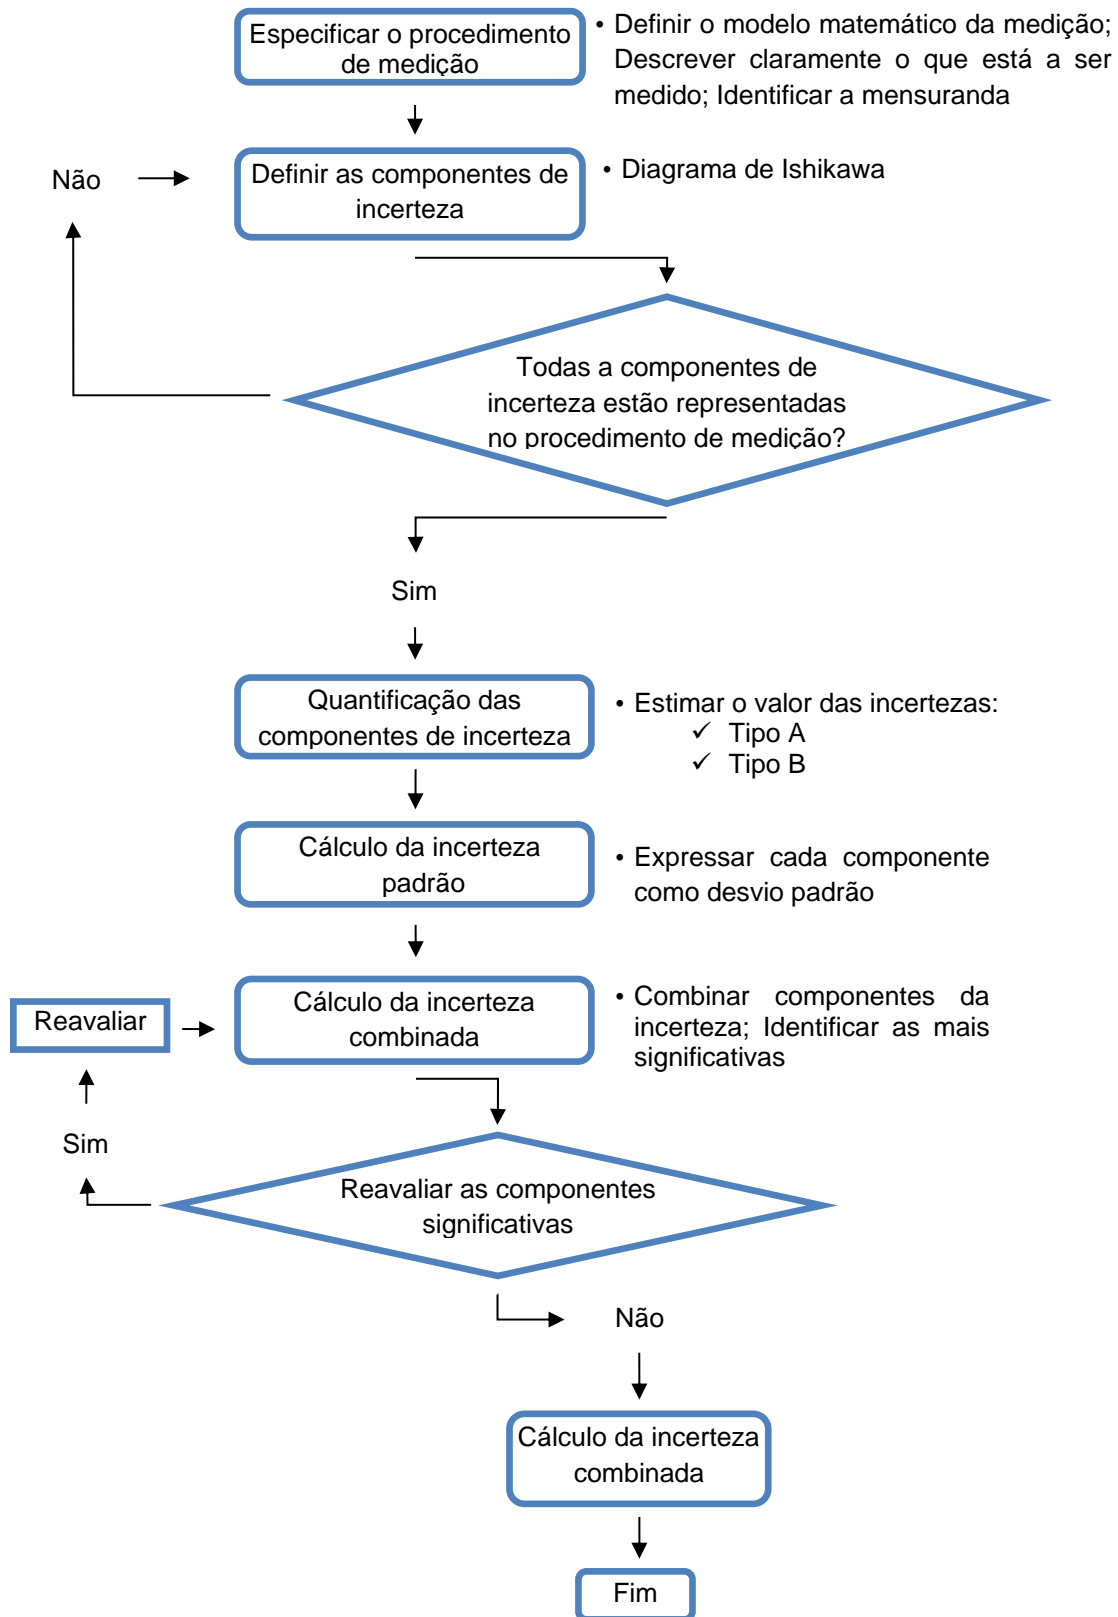 Especificar o procedimento
de medição
• Definir o modelo matemático da medição;
Descrever claramente o que está a ser
medido; Identificar a mensuranda
Não
Definir as componentes de
incerteza
• Diagrama de Ishikawa
Todas a componentes de
incerteza estão representadas
no procedimento de medição?
Sim
Quantificação das
componentes de incerteza
• Estimar o valor das incertezas:
✓ Tipo A
✓ Tipo B
Cálculo da incerteza
padrão
• Expressar cada componente
como desvio padrão
Reavaliar
Cálculo da incerteza
combinada
• Combinar componentes da
incerteza; Identificar as mais
significativas
Sim
Reavaliar as componentes
significativas
Não
Cálculo da incerteza
combinada
Fim